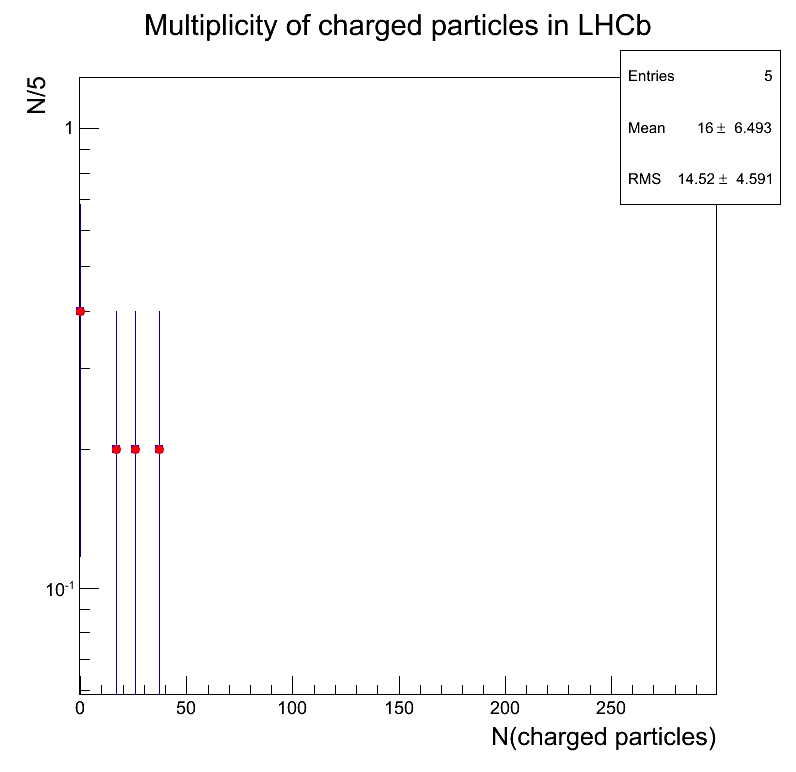 Multiplicity of charged particles in LHCb
N/5
Entries 5
Mean 16 ± 6.493
RMS 14.52 ± 4.591
1
10⁻¹
0 50 100 150 200 250
N(charged particles)